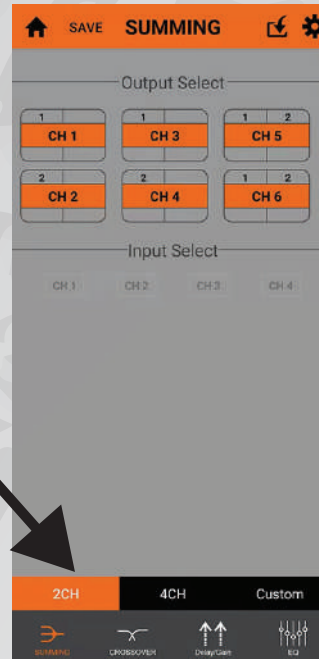 SAVE SUMMING
Output Select
1 1 1 2
CH 1 CH 3 CH 5
2 2 1 2
CH 2 CH 4 CH 6
Input Select
CH 1 CH 2 CH 3 CH 4
2CH 4CH Custom
SUMMING CROSSOVER Delay/Gain EQ